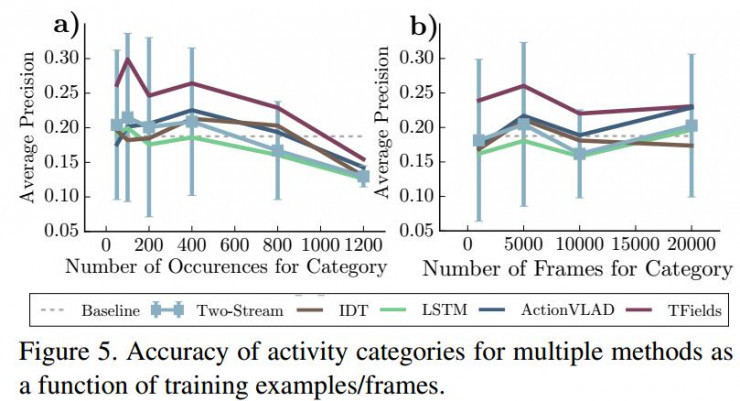 a)
b)
Average Precision
0.30
0.25
0.20
0.15
0.10
0.05
0 200 400 600 800 1000 1200
Number of Occurences for Category
Average Precision
0.30
0.25
0.20
0.15
0.10
0.05
0 5000 10000 15000 20000
Number of Frames for Category
Baseline Two-Stream IDT LSTM ActionVLAD TFields
Figure 5. Accuracy of activity categories for multiple methods as
a function of training examples/frames.